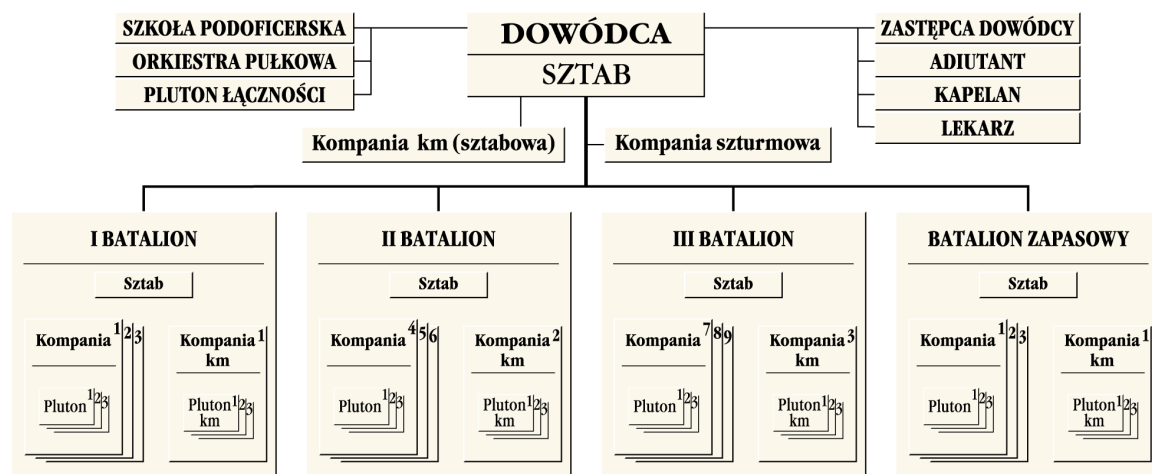 SZKOŁA PODOFICERSKA
ORKIESTRA PUŁKOWA
PLUTON ŁĄCZNOŚCI
DOWÓDCA
SZTAB
ZASTĘPCA DOWÓDCY
ADIUTANT
KAPELAN
LEKARZ
Kompania km (sztabowa)
Kompania szturmowa
I BATALION
Sztab
Kompania 1 2 3
Pluton 1 2 3
Kompania 1
km
Pluton 1 2 3
km
II BATALION
Sztab
Kompania 4 5 6
Pluton 1 2 3
Kompania 2
km
Pluton 1 2 3
km
III BATALION
Sztab
Kompania 7 8 9
Pluton 1 2 3
Kompania 3
km
Pluton 1 2 3
km
BATALION ZAPASOWY
Sztab
Kompania 1 2 3
Pluton 1 2 3
Kompania 1
km
Pluton 1 2 3
km